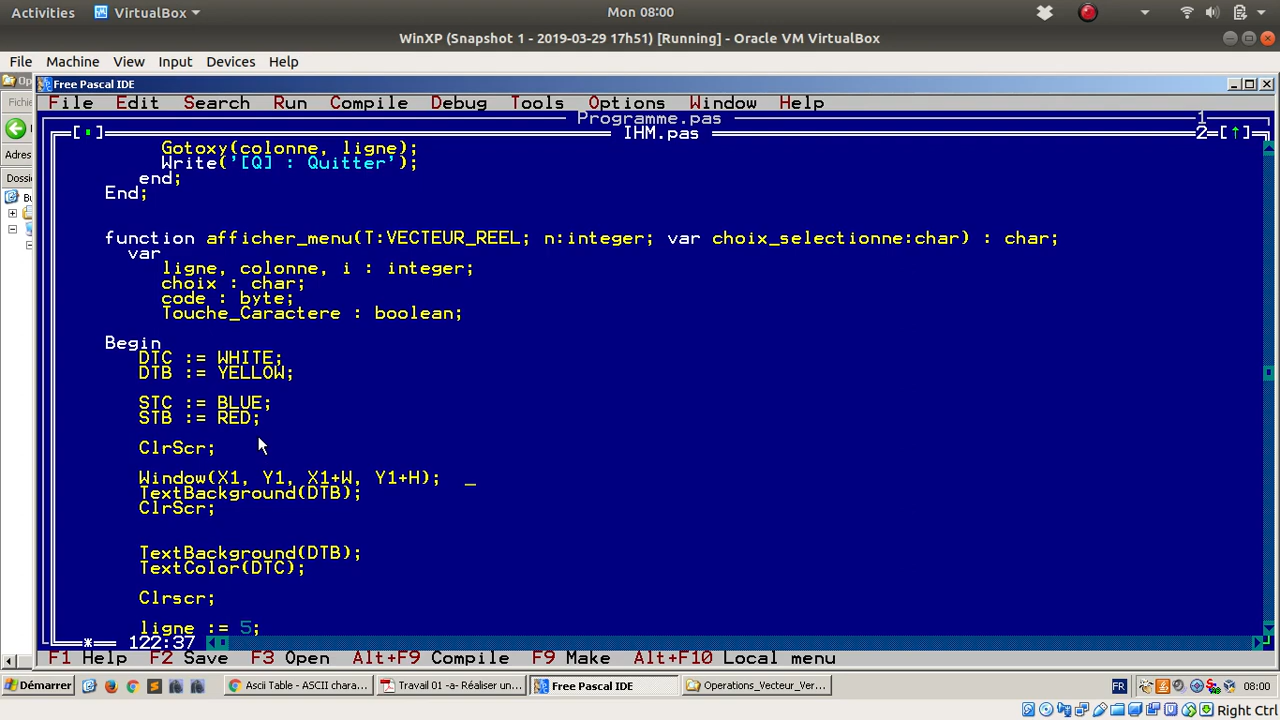 Activities VirtualBox Mon 08:00
WinXP (Snapshot 1 - 2019-03-29 17h51) [Running] - Oracle VM VirtualBox
File Machine View Input Devices Help
Free Pascal IDE
File Edit Search Run Compile Debug Tools Options Window Help
Programme.pas 1
IHM.pas 2
Gotoxy(colonne, ligne);
Write('[Q] : Quitter');
end;
End;
function afficher_menu(T:VECTEUR_REEL; n:integer; var choix_selectionne:char) : char;
var
ligne, colonne, i : integer;
choix : char;
code : byte;
Touche_Caractere : boolean;
Begin
DTC := WHITE;
DTB := YELLOW;
STC := BLUE;
STB := RED;
ClrScr;
Window(X1, Y1, X1+W, Y1+H);
TextBackground(DTB);
ClrScr;
TextBackground(DTB);
TextColor(DTC);
Clrscr;
ligne := 5;
122:37
F1 Help F2 Save F3 Open Alt+F9 Compile F9 Make Alt+F10 Local menu
Démarrer Ascii Table - ASCII chara... Travail 01 -a- Réaliser un... Free Pascal IDE Operations_Vecteur_Ver... FR 08:00
Right Ctrl